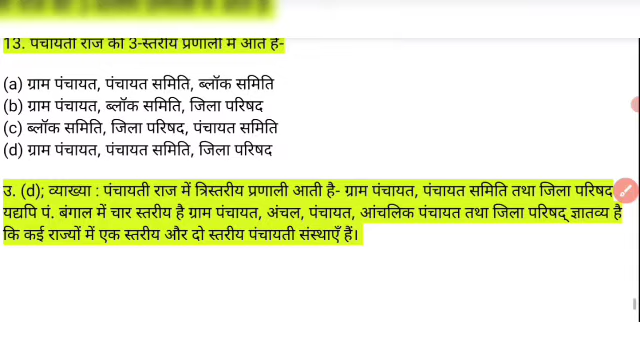 13. पंचायती राज की 3-स्तरीय प्रणाली में आते है-
(a) ग्राम पंचायत, पंचायत समिति, ब्लॉक समिति
(b) ग्राम पंचायत, ब्लॉक समिति, जिला परिषद
(c) ब्लॉक समिति, जिला परिषद, पंचायत समिति
(d) ग्राम पंचायत, पंचायत समिति, जिला परिषद
उ. (d); व्याख्या : पंचायती राज में त्रिस्तरीय प्रणाली आती है- ग्राम पंचायत, पंचायत समिति तथा जिला परिषद
यद्यपि पं. बंगाल में चार स्तरीय है ग्राम पंचायत, अंचल, पंचायत, आंचलिक पंचायत तथा जिला परिषद् ज्ञातव्य है
कि कई राज्यों में एक स्तरीय और दो स्तरीय पंचायती संस्थाएँ हैं।